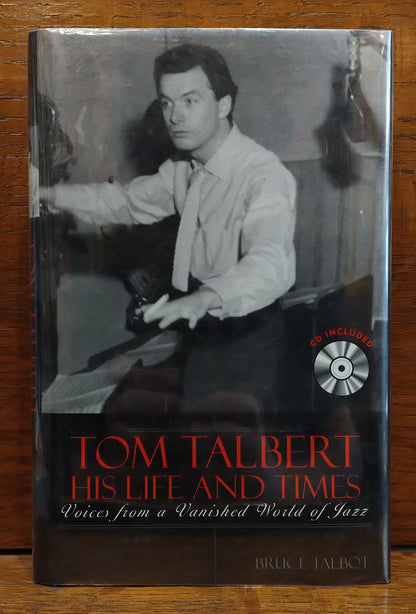 CD INCLUDED
TOM TALBERT
HIS LIFE AND TIMES
Voices from a Vanished World of Jazz
BRUCE TALBOT